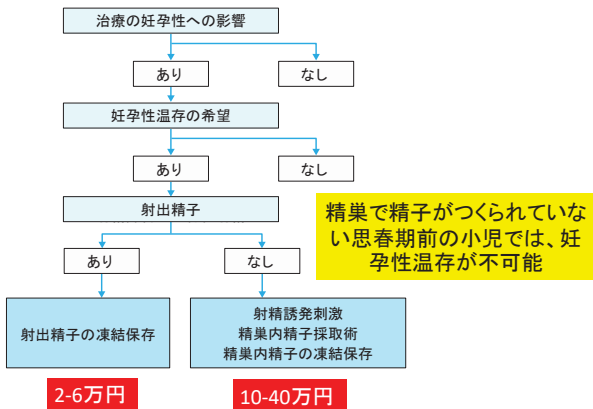 治療の妊孕性への影響
あり
なし
妊孕性温存の希望
あり
なし
射出精子
あり
なし
精巣で精子がつくられていな
い思春期前の小児では、妊
孕性温存が不可能
射出精子の凍結保存
射精誘発刺激
精巣内精子採取術
精巣内精子の凍結保存
2-6万円
10-40万円